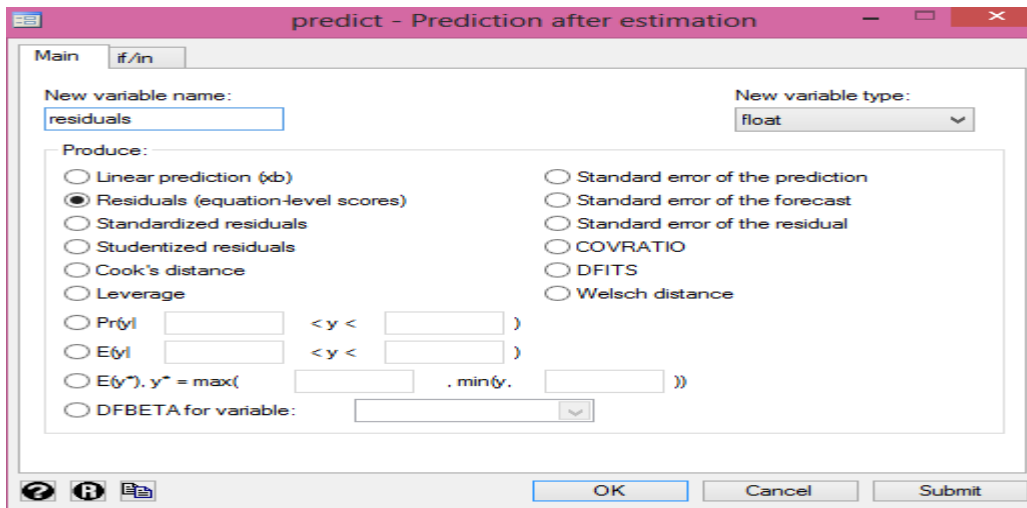 predict - Prediction after estimation
Main if/in
New variable name: New variable type:
residuals float
Produce:
Linear prediction (xb) Standard error of the prediction
Residuals (equation-level scores) Standard error of the forecast
Standardized residuals Standard error of the residual
Studentized residuals COVRATIO
Cook's distance DFITS
Leverage Welsch distance
Pr(y| < y < )
E(y| < y < )
E(y*), y* = max( , min(y, ))
DFBETA for variable:
? R OK Cancel Submit